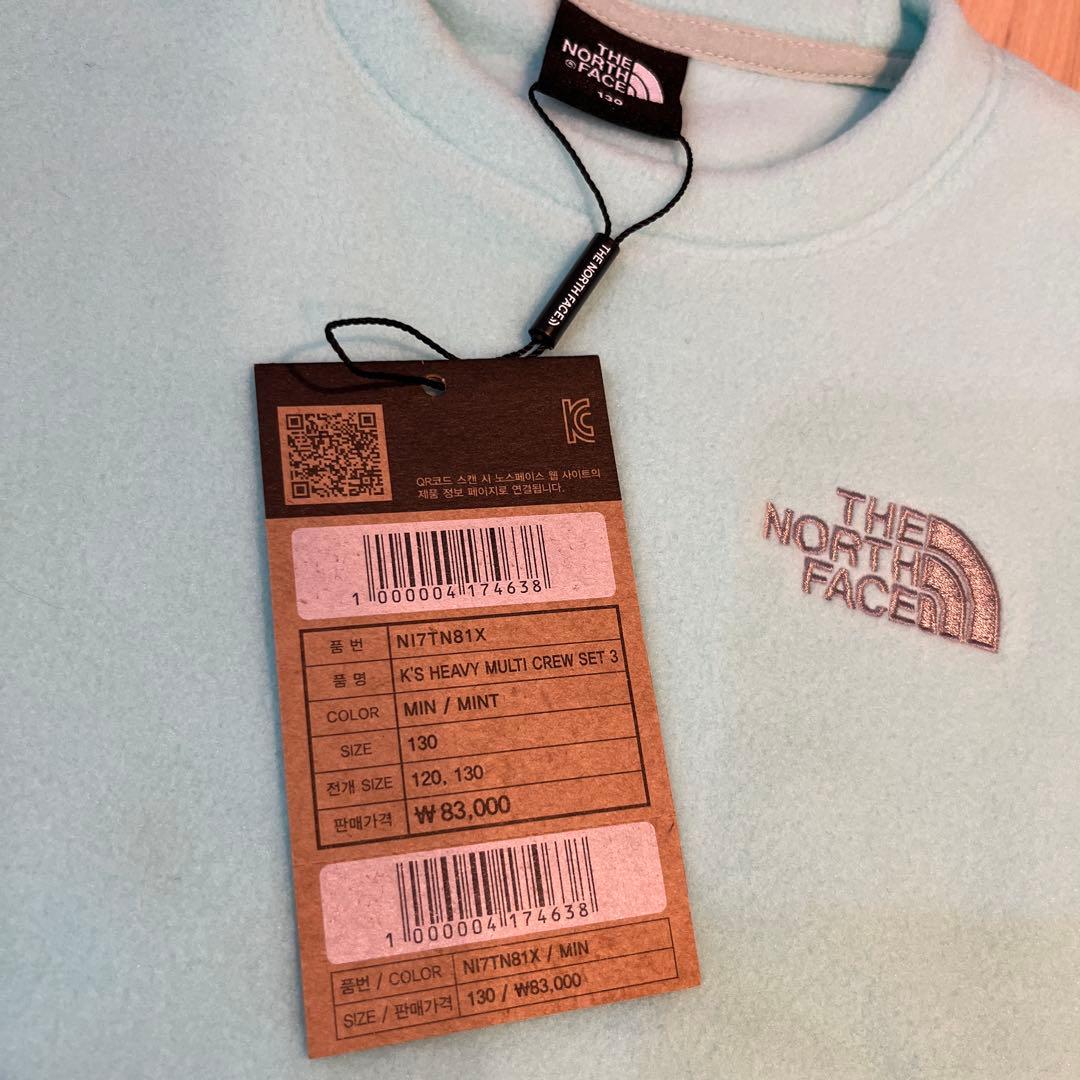 THE
NORTH
FACE
130
THE NORTH FACE
QR코드 스캔 시 노스페이스 웹 사이트의
제품 정보 페이지로 연결됩니다.
1 000004 174638
품 번 NI7TN81X
품 명 K'S HEAVY MULTI CREW SET 3
COLOR MIN / MINT
SIZE 130
전개 SIZE 120, 130
판매가격 ₩83,000
1 000004 174638
품번 / COLOR NI7TN81X / MIN
SIZE / 판매가격 130 / ₩83,000
THE
NORTH
FACE